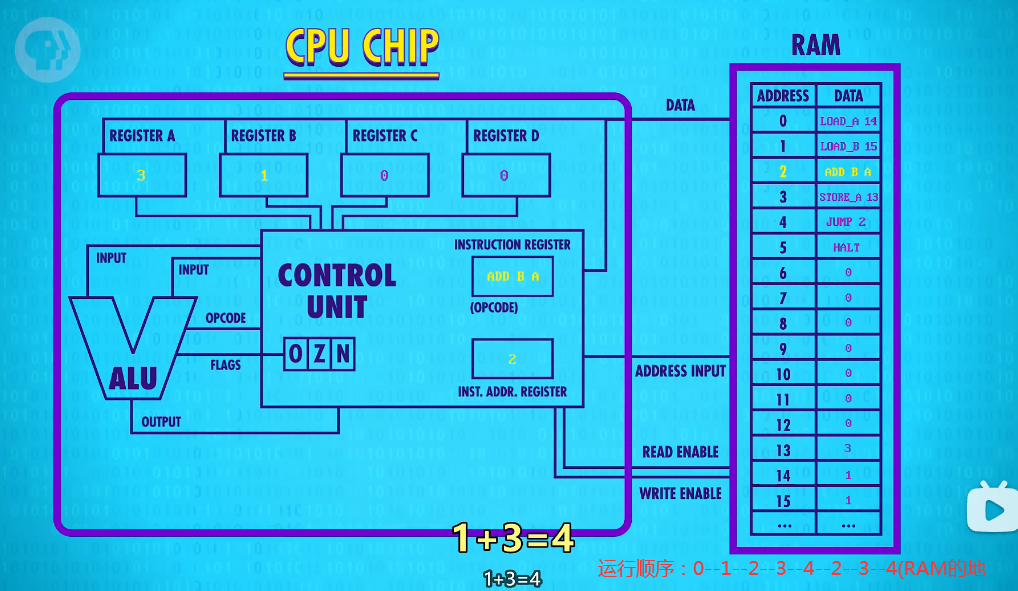 CPU CHIP
RAM
DATA
REGISTER A
REGISTER B
REGISTER C
REGISTER D
3
1
0
0
INPUT
INPUT
OPCODE
FLAGS
ALU
OUTPUT
CONTROL
UNIT
O Z N
INSTRUCTION REGISTER
ADD B A
(OPCODE)
2
INST. ADDR. REGISTER
ADDRESS INPUT
READ ENABLE
WRITE ENABLE
ADDRESS DATA
0 LOAD_A 14
1 LOAD_B 15
2 ADD B A
3 STORE_A 13
4 JUMP 2
5 HALT
6 0
7 0
8 0
9 0
10 0
11 0
12 0
13 3
14 1
15 1
... ...
1+3=4
1+3=4
运行顺序：0--1--2--3--4--2--3--4(RAM的地